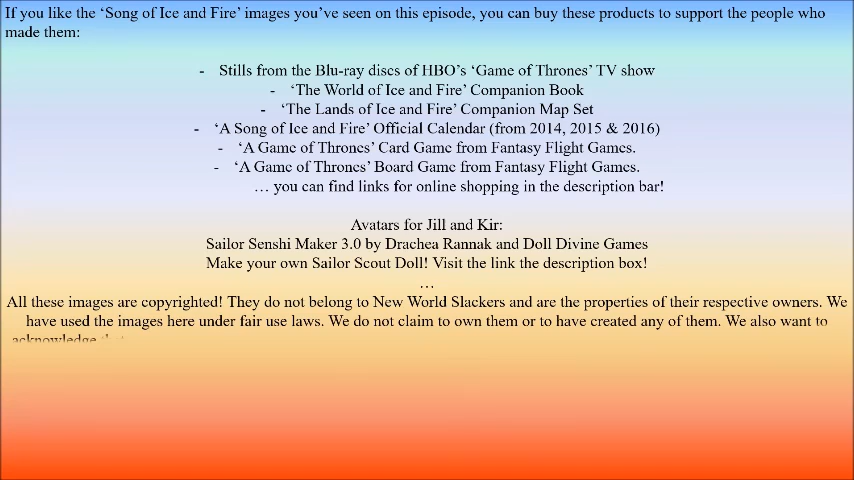 If you like the ‘Song of Ice and Fire’ images you’ve seen on this episode, you can buy these products to support the people who
made them:
- Stills from the Blu-ray discs of HBO’s ‘Game of Thrones’ TV show
- ‘The World of Ice and Fire’ Companion Book
- ‘The Lands of Ice and Fire’ Companion Map Set
- ‘A Song of Ice and Fire’ Official Calendar (from 2014, 2015 & 2016)
- ‘A Game of Thrones’ Card Game from Fantasy Flight Games.
- ‘A Game of Thrones’ Board Game from Fantasy Flight Games.
… you can find links for online shopping in the description bar!
Avatars for Jill and Kir:
Sailor Senshi Maker 3.0 by Drachea Rannak and Doll Divine Games
Make your own Sailor Scout Doll! Visit the link the description box!
…
All these images are copyrighted! They do not belong to New World Slackers and are the properties of their respective owners. We
have used the images here under fair use laws. We do not claim to own them or to have created any of them. We also want to
acknowledge